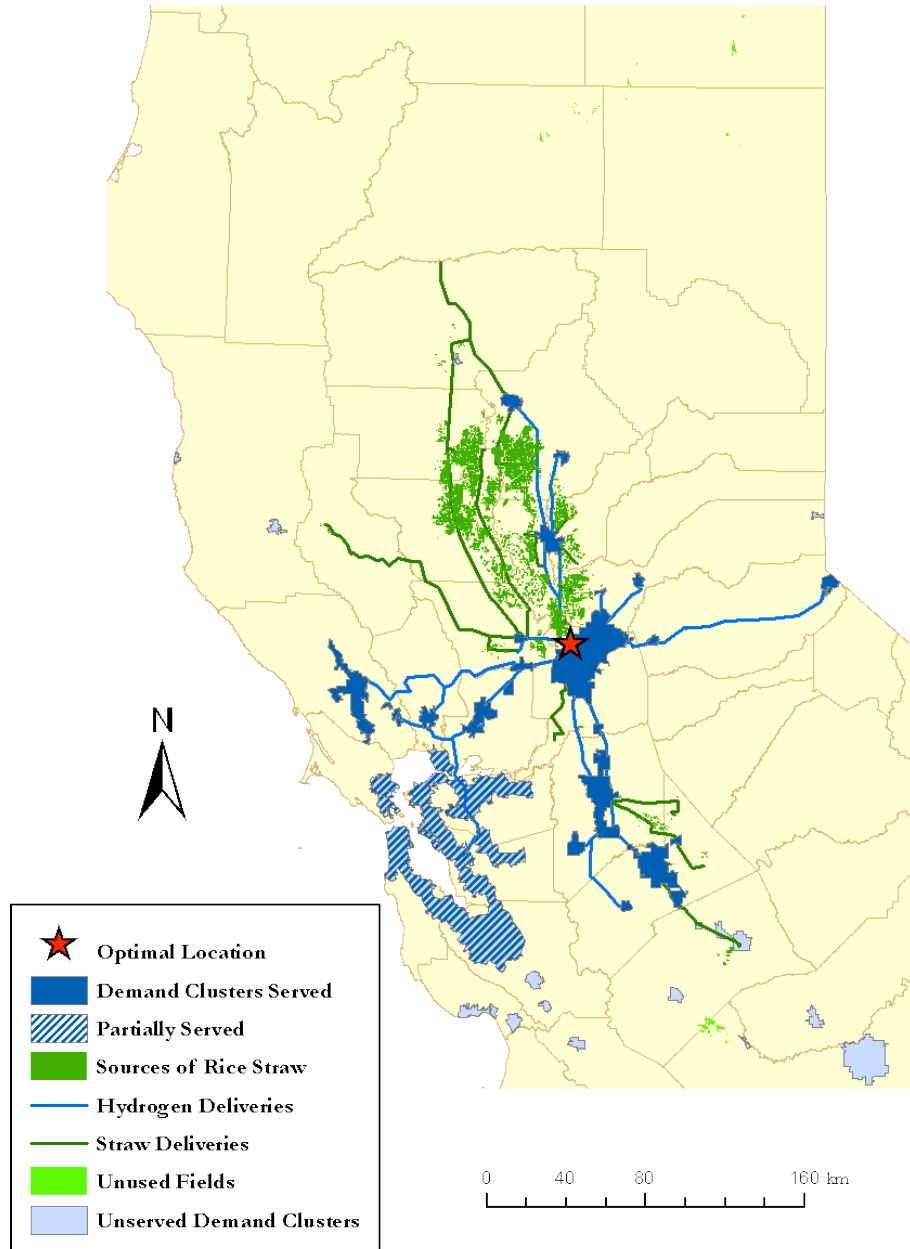 N
Optimal Location
Demand Clusters Served
Partially Served
Sources of Rice Straw
Hydrogen Deliveries
Straw Deliveries
Unused Fields
Unserved Demand Clusters
0 40 80 160 km